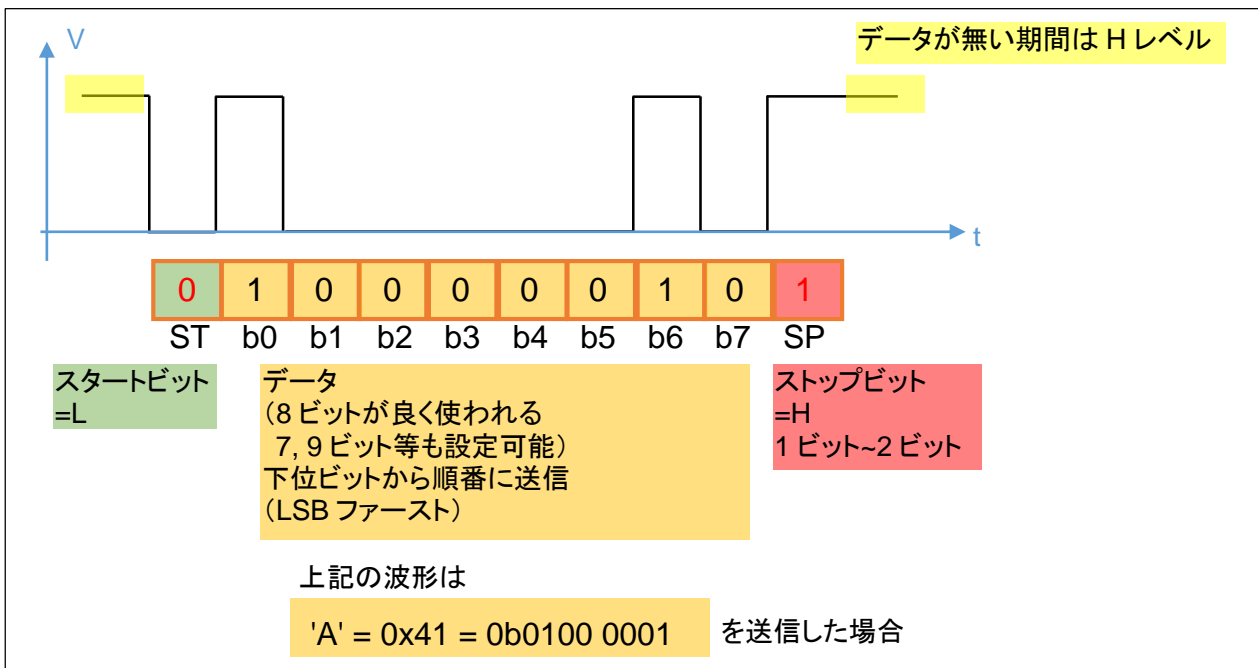 V
データが無い期間は H レベル
t
0 1 0 0 0 0 0 1 0 1
ST b0 b1 b2 b3 b4 b5 b6 b7 SP
スタートビット
=L
データ
(8 ビットが良く使われる
7, 9 ビット等も設定可能)
下位ビットから順番に送信
(LSB ファースト)
ストップビット
=H
1 ビット~2 ビット
上記の波形は
'A' = 0x41 = 0b0100 0001 を送信した場合